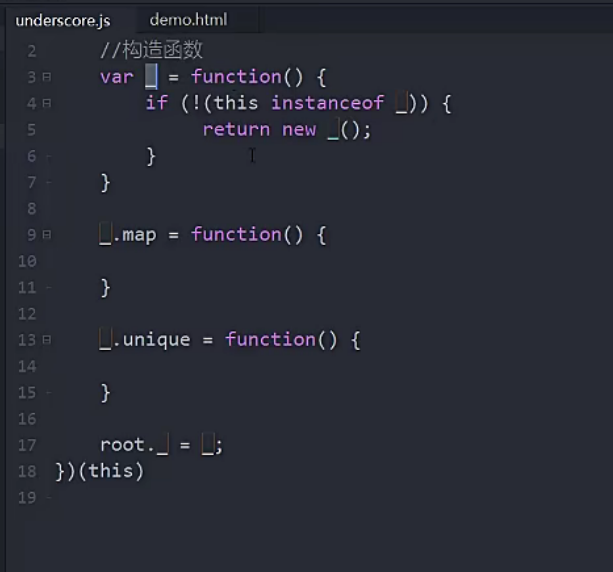 underscore.js demo.html
2 //构造函数
3 var _ = function() {
4 if (!(this instanceof _)) {
5 return new _();
6 }
7 }
8
9 _.map = function() {
10
11 }
12
13 _.unique = function() {
14
15 }
16
17 root._ = _;
18 })(this)
19